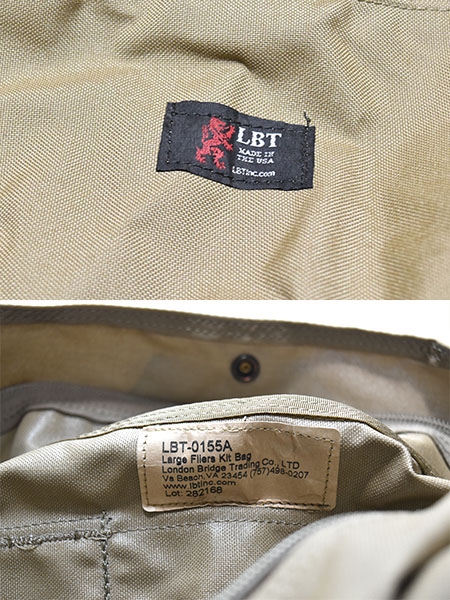 LBT
MADE IN
THE USA
LBTinc.com
LBT-0155A
Large Fliers Kit Bag
London Bridge Trading Co., LTD
Va Beach,VA 23454 (757)498-0207
www.lbtinc.com
Lot: 282168